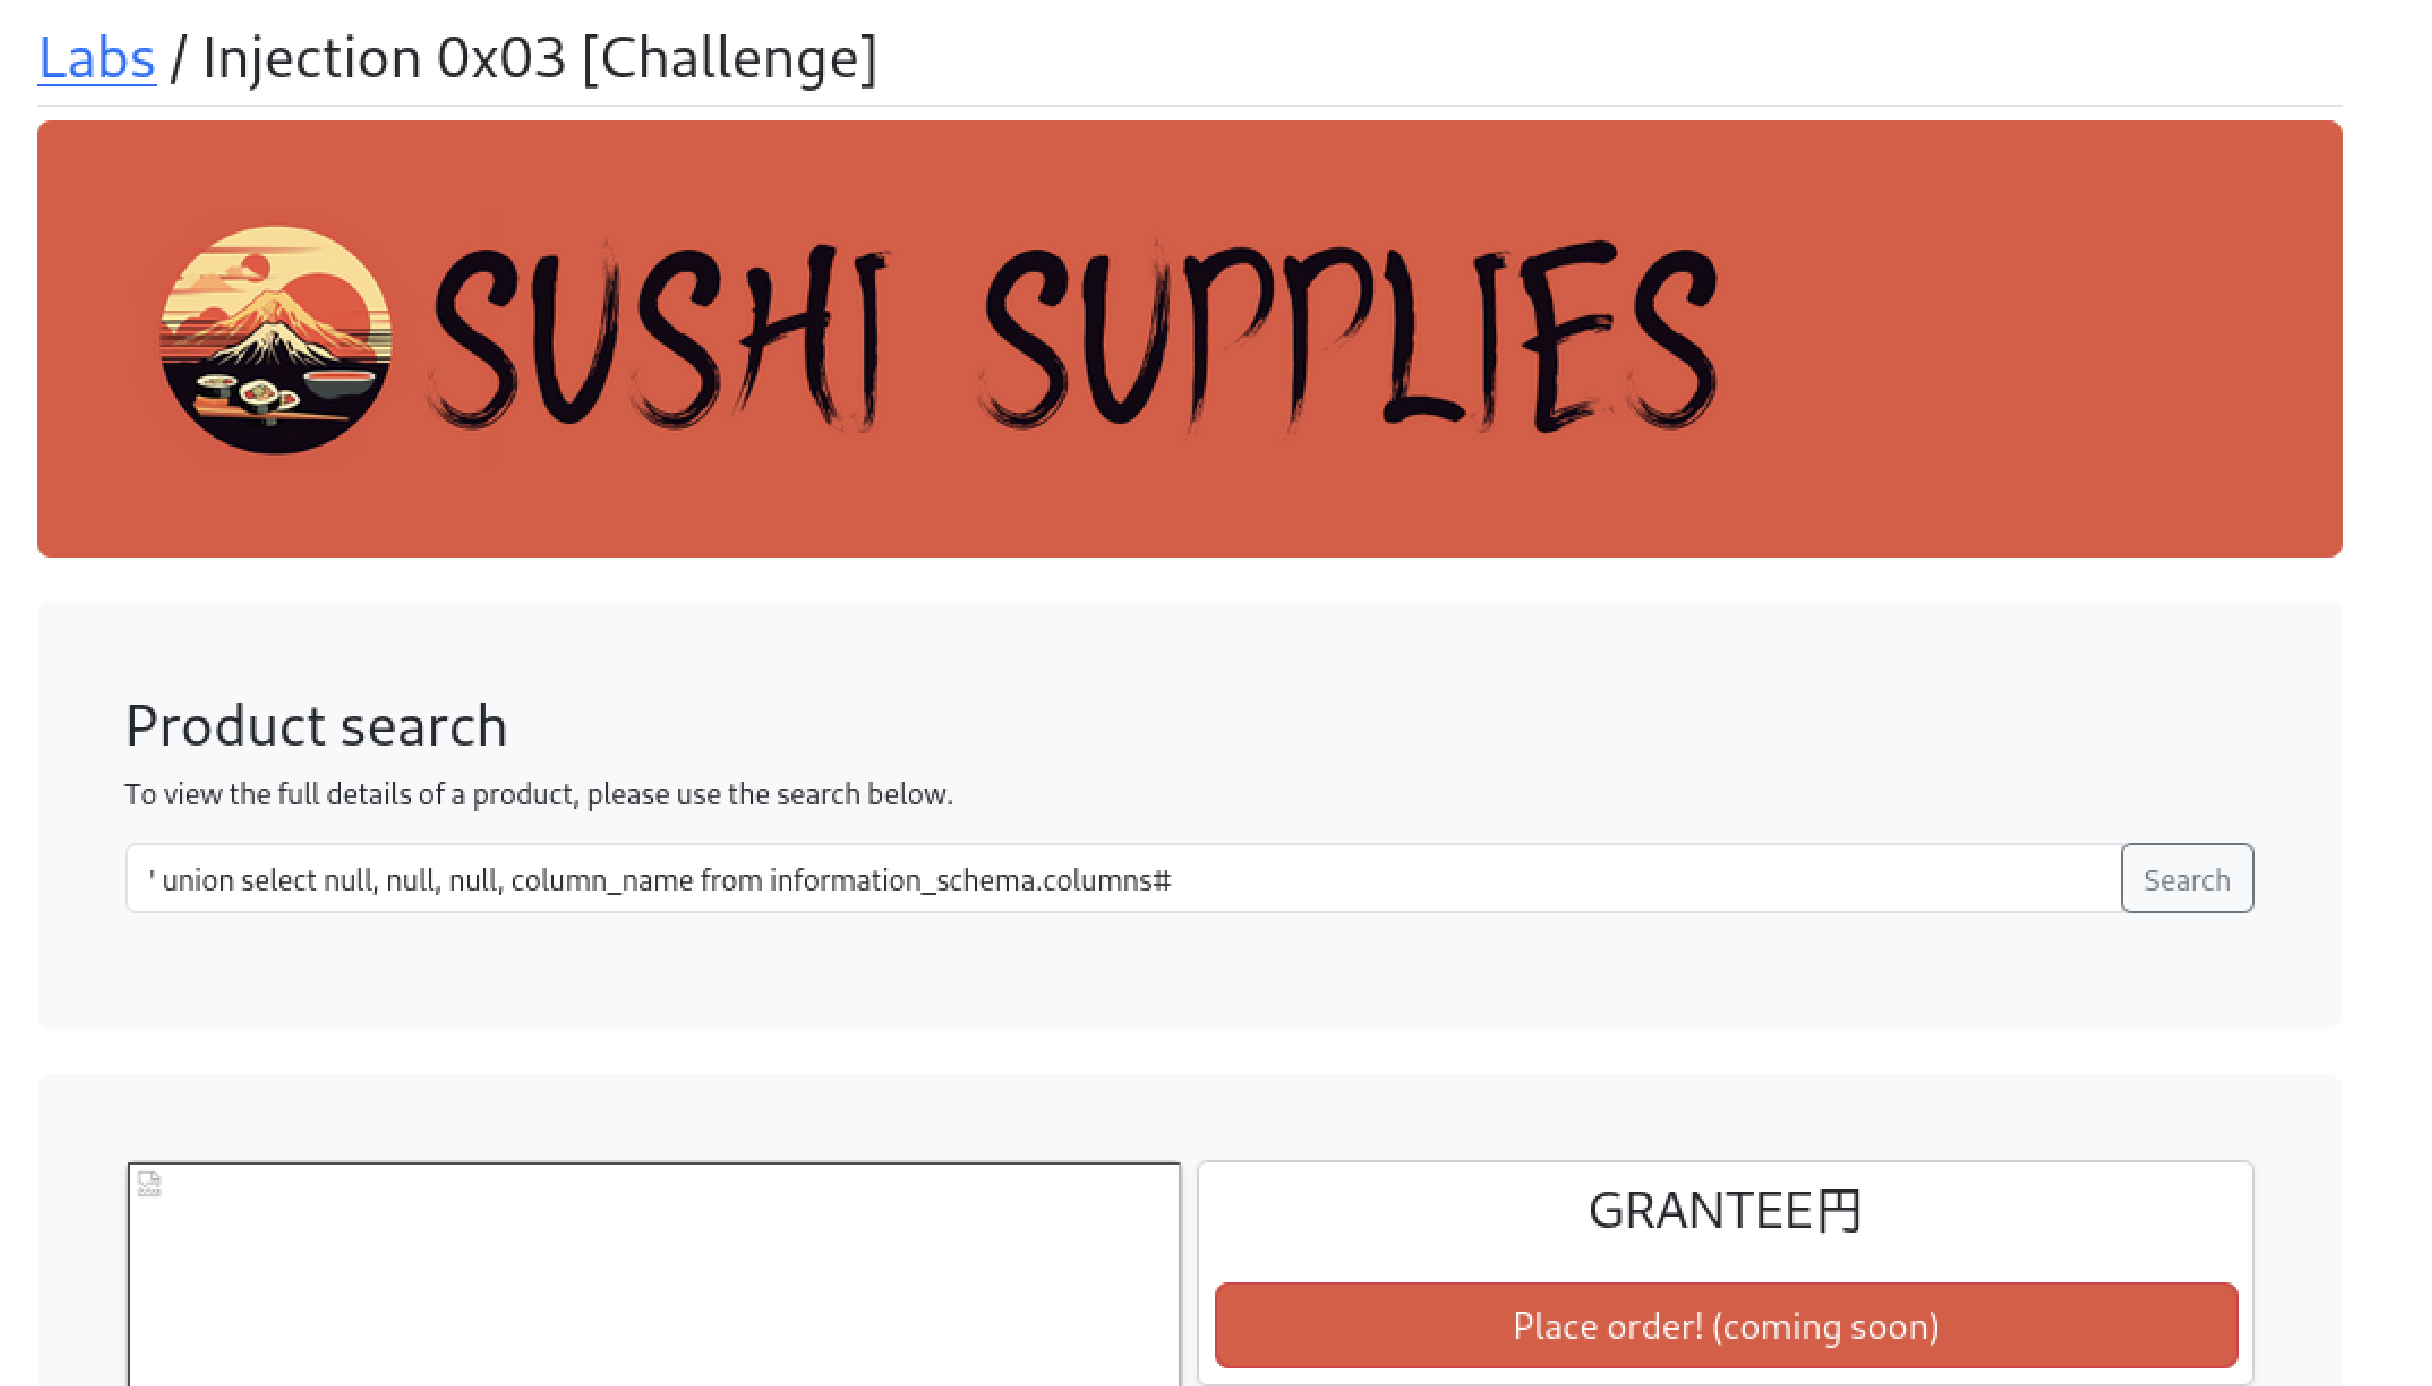 Labs / Injection 0x03 [Challenge]
SUSHI SUPPLIES
Product search
To view the full details of a product, please use the search below.
' union select null, null, null, column_name from information_schema.columns#
Search
GRANTEE円
Place order! (coming soon)